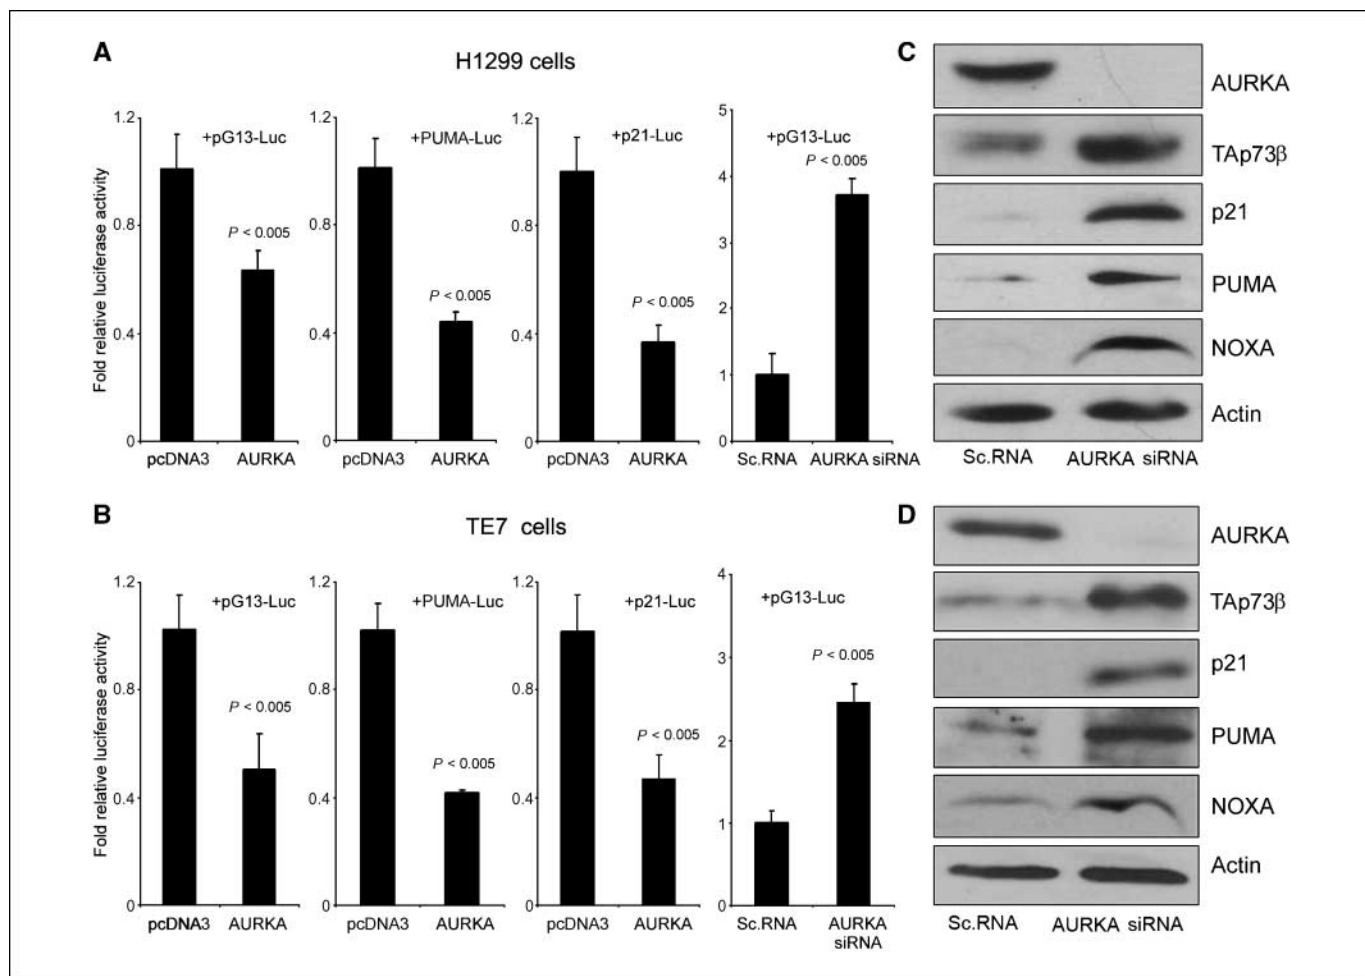 A
H1299 cells
Fold relative luciferase activity
1.2
0.8
0.4
0
+pG13-Luc
P < 0.005
pcDNA3 AURKA
1.2
0.8
0.4
0
+PUMA-Luc
P < 0.005
pcDNA3 AURKA
1.2
0.8
0.4
0
+p21-Luc
P < 0.005
pcDNA3 AURKA
5
4
3
2
1
0
+pG13-Luc
P < 0.005
Sc.RNA AURKA siRNA
C
AURKA
TAp73β
p21
PUMA
NOXA
Actin
Sc.RNA AURKA siRNA
B
TE7 cells
Fold relative luciferase activity
1.2
0.8
0.4
0
+pG13-Luc
P < 0.005
pcDNA3 AURKA
1.2
0.8
0.4
0
+PUMA-Luc
P < 0.005
pcDNA3 AURKA
1.2
0.8
0.4
0
+p21-Luc
P < 0.005
pcDNA3 AURKA
4
3
2
1
0
+pG13-Luc
P < 0.005
Sc.RNA AURKA
siRNA
D
AURKA
TAp73β
p21
PUMA
NOXA
Actin
Sc.RNA AURKA siRNA